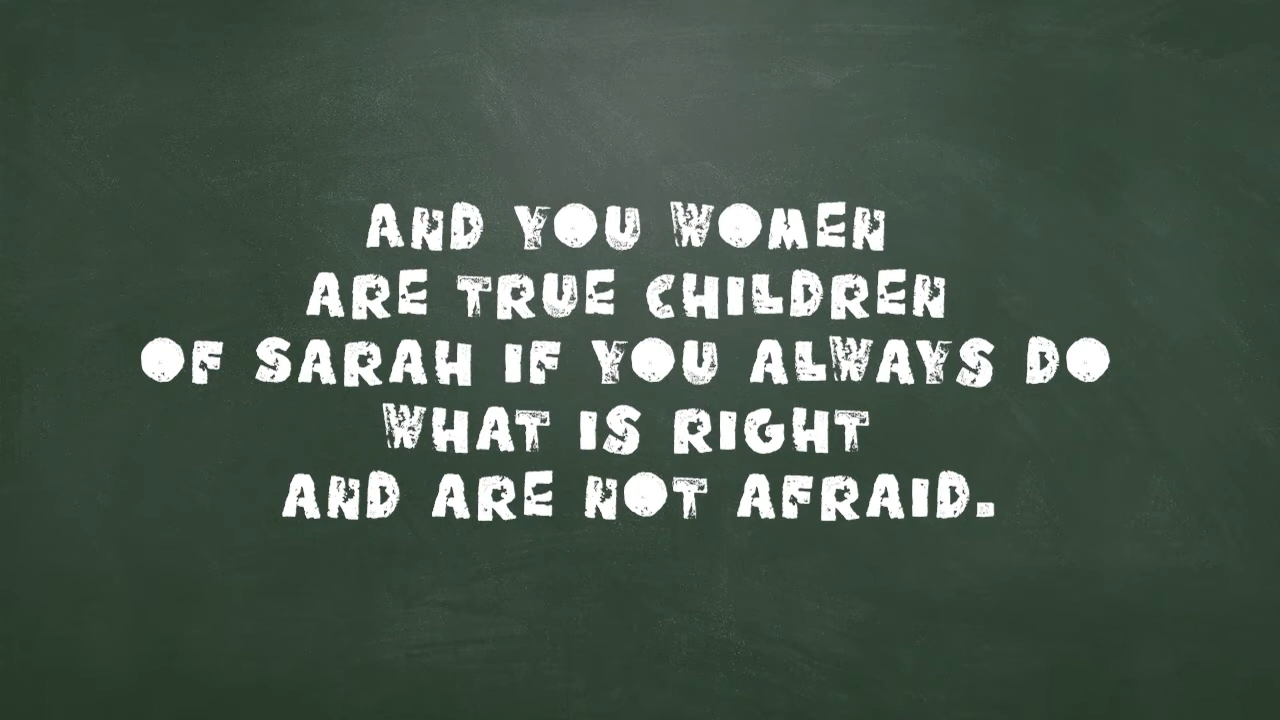 AND YOU WOMEN
ARE TRUE CHILDREN
OF SARAH IF YOU ALWAYS DO
WHAT IS RIGHT
AND ARE NOT AFRAID.